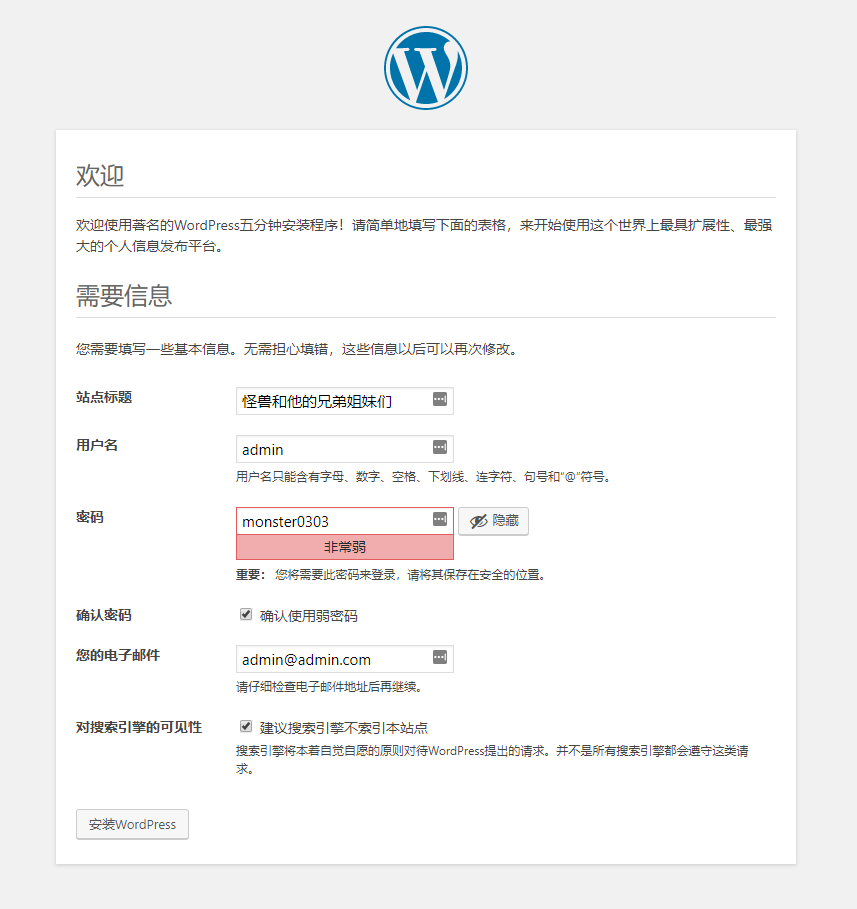 欢迎
欢迎使用著名的WordPress五分钟安装程序！请简单地填写下面的表格，来开始使用这个世界上最具扩展性、最强
大的个人信息发布平台。
需要信息
您需要填写一些基本信息。无需担心填错，这些信息以后可以再次修改。
站点标题
怪兽和他的兄弟姐妹们
用户名
admin
用户名只能含有字母、数字、空格、下划线、连字符、句号和“@”符号。
密码
monster0303
隐藏
非常弱
重要： 您将需要此密码来登录，请将其保存在安全的位置。
确认密码
确认使用弱密码
您的电子邮件
admin@admin.com
请仔细检查电子邮件地址后再继续。
对搜索引擎的可见性
建议搜索引擎不索引本站点
搜索引擎将本着自觉自愿的原则对待WordPress提出的请求。并不是所有搜索引擎都会遵守这类请
求。
安装WordPress